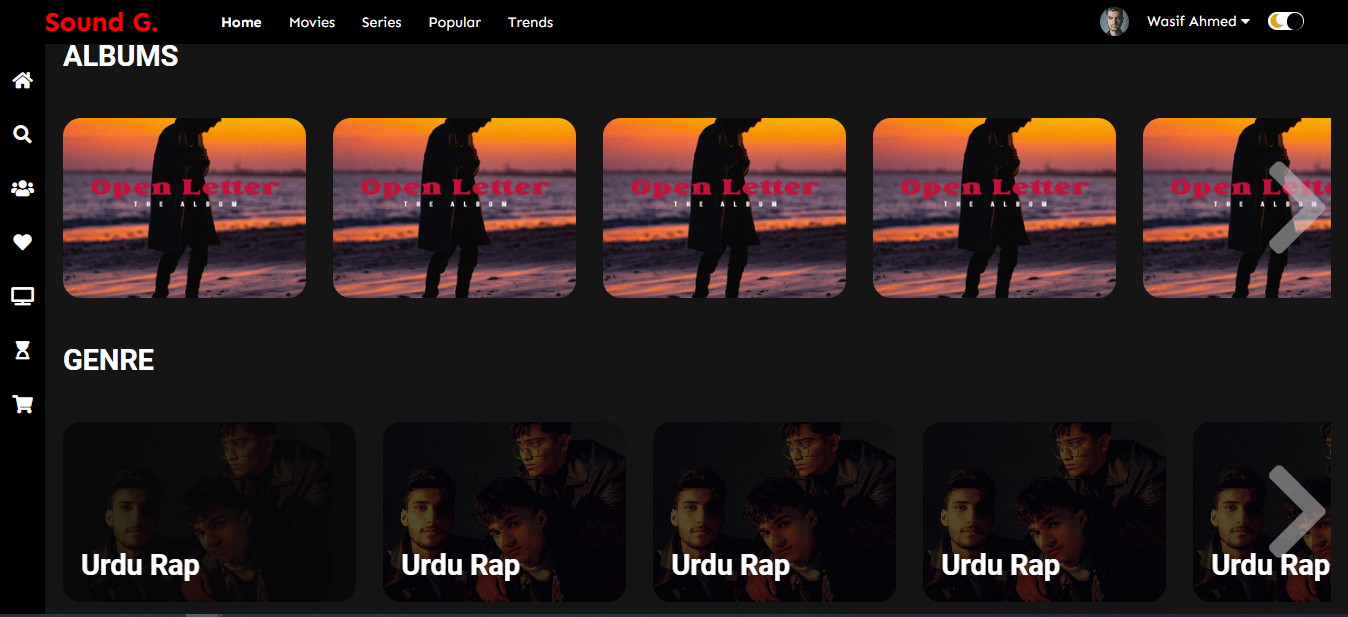 Sound G. Home Movies Series Popular Trends Wasif Ahmed
ALBUMS
Open Letter Open Letter Open Letter Open Letter Open Lette
THE ALBUM THE ALBUM THE ALBUM THE ALBUM THE ALBUM
GENRE
Urdu Rap Urdu Rap Urdu Rap Urdu Rap Urdu Rap